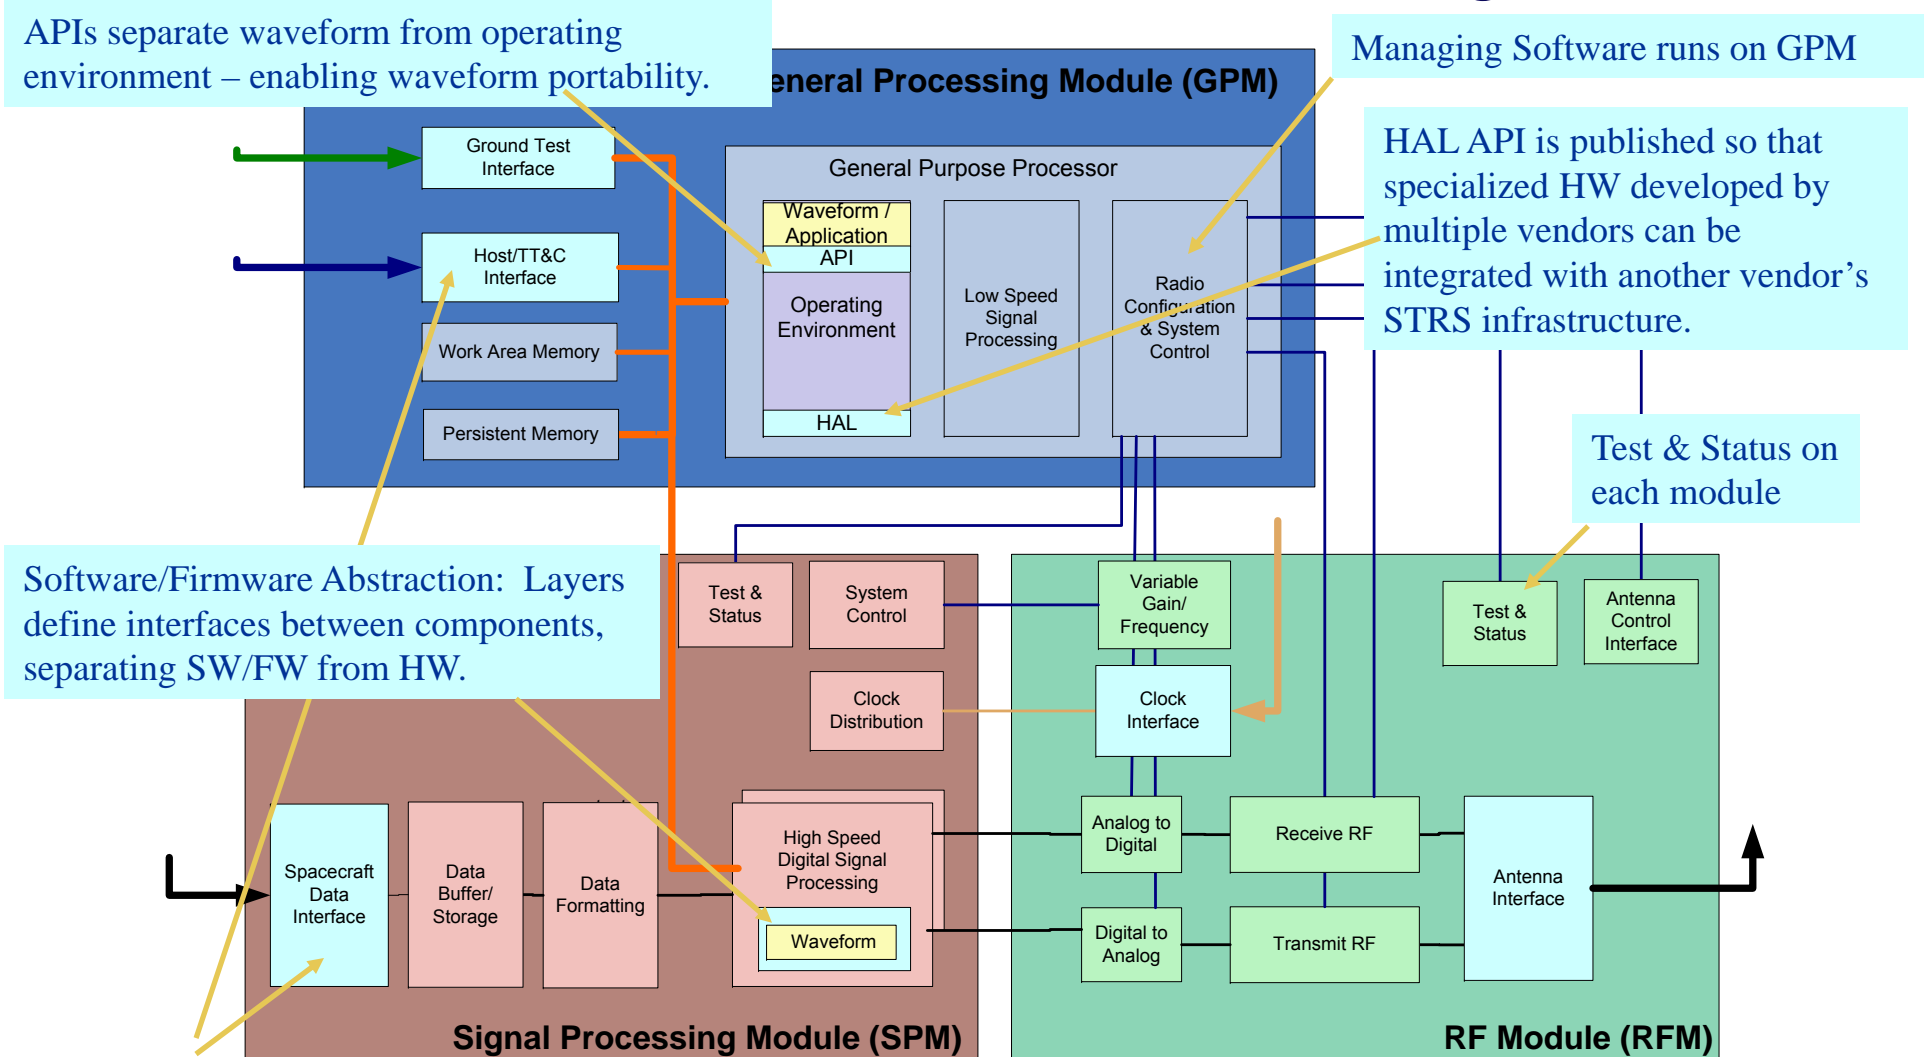 APIs separate waveform from operating
environment – enabling waveform portability.
Managing Software runs on GPM
eneral Processing Module (GPM)
HAL API is published so that
specialized HW developed by
multiple vendors can be
integrated with another vendor’s
STRS infrastructure.
Ground Test
Interface
General Purpose Processor
Waveform /
Application
API
Operating
Environment
HAL
Low Speed
Signal
Processing
Radio
Configuration
& System
Control
Host/TT&C
Interface
Work Area Memory
Persistent Memory
Test & Status on
each module
Software/Firmware Abstraction: Layers
define interfaces between components,
separating SW/FW from HW.
Test &
Status
System
Control
Variable
Gain/
Frequency
Test &
Status
Antenna
Control
Interface
Clock
Distribution
Clock
Interface
Spacecraft
Data
Interface
Data
Buffer/
Storage
Data
Formatting
High Speed
Digital Signal
Processing
Waveform
Analog to
Digital
Receive RF
Digital to
Analog
Transmit RF
Antenna
Interface
Signal Processing Module (SPM)
RF Module (RFM)